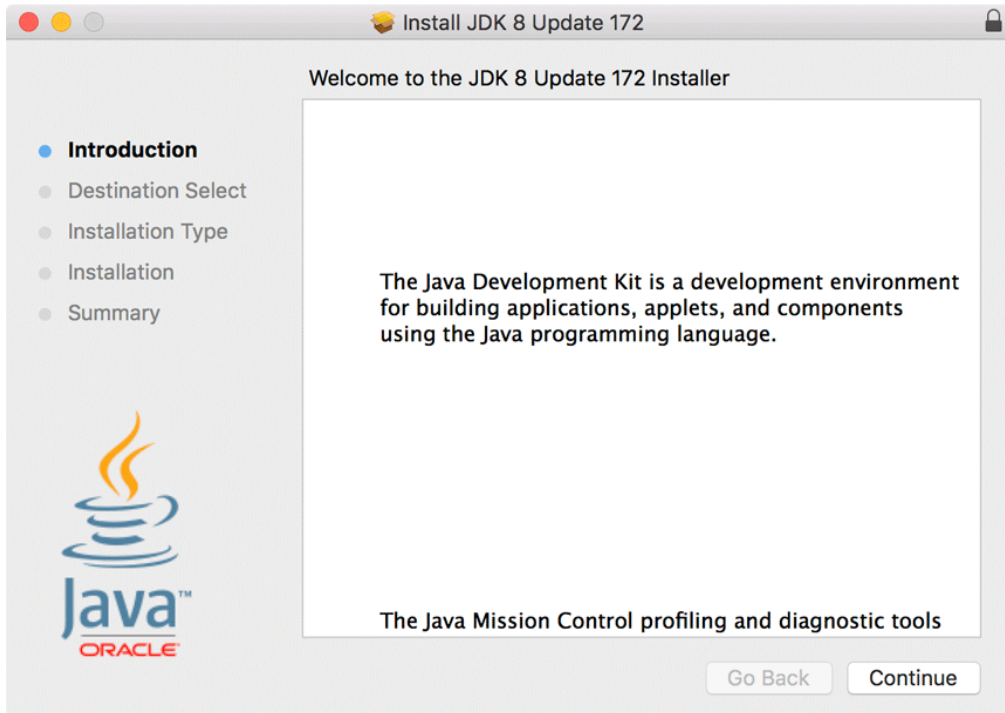 Install JDK 8 Update 172
Welcome to the JDK 8 Update 172 Installer
Introduction
Destination Select
Installation Type
Installation
Summary
The Java Development Kit is a development environment
for building applications, applets, and components
using the Java programming language.
The Java Mission Control profiling and diagnostic tools
Java™
ORACLE
Go Back
Continue